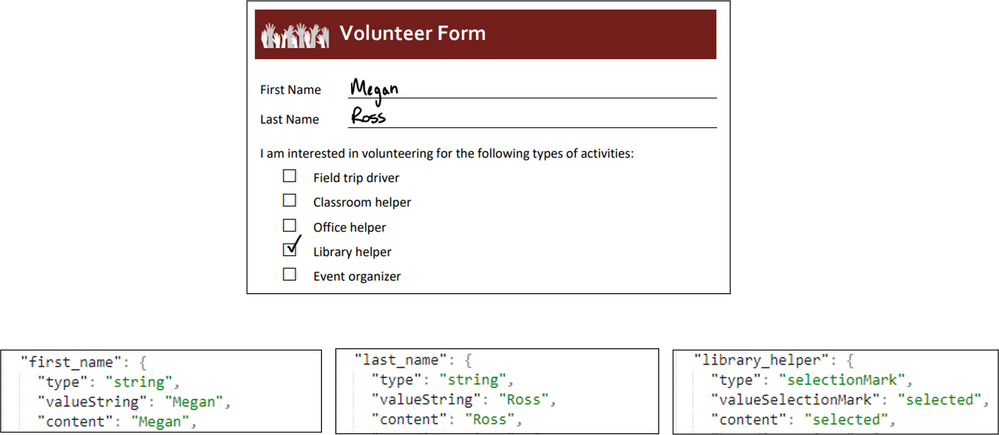 Volunteer Form
First Name Megan
Last Name Ross
I am interested in volunteering for the following types of activities:
Field trip driver
Classroom helper
Office helper
Library helper
Event organizer
"first_name": {
"type": "string",
"valueString": "Megan",
"content": "Megan",
"last_name": {
"type": "string",
"valueString": "Ross",
"content": "Ross",
"library_helper": {
"type": "selectionMark",
"valueSelectionMark": "selected",
"content": "selected",